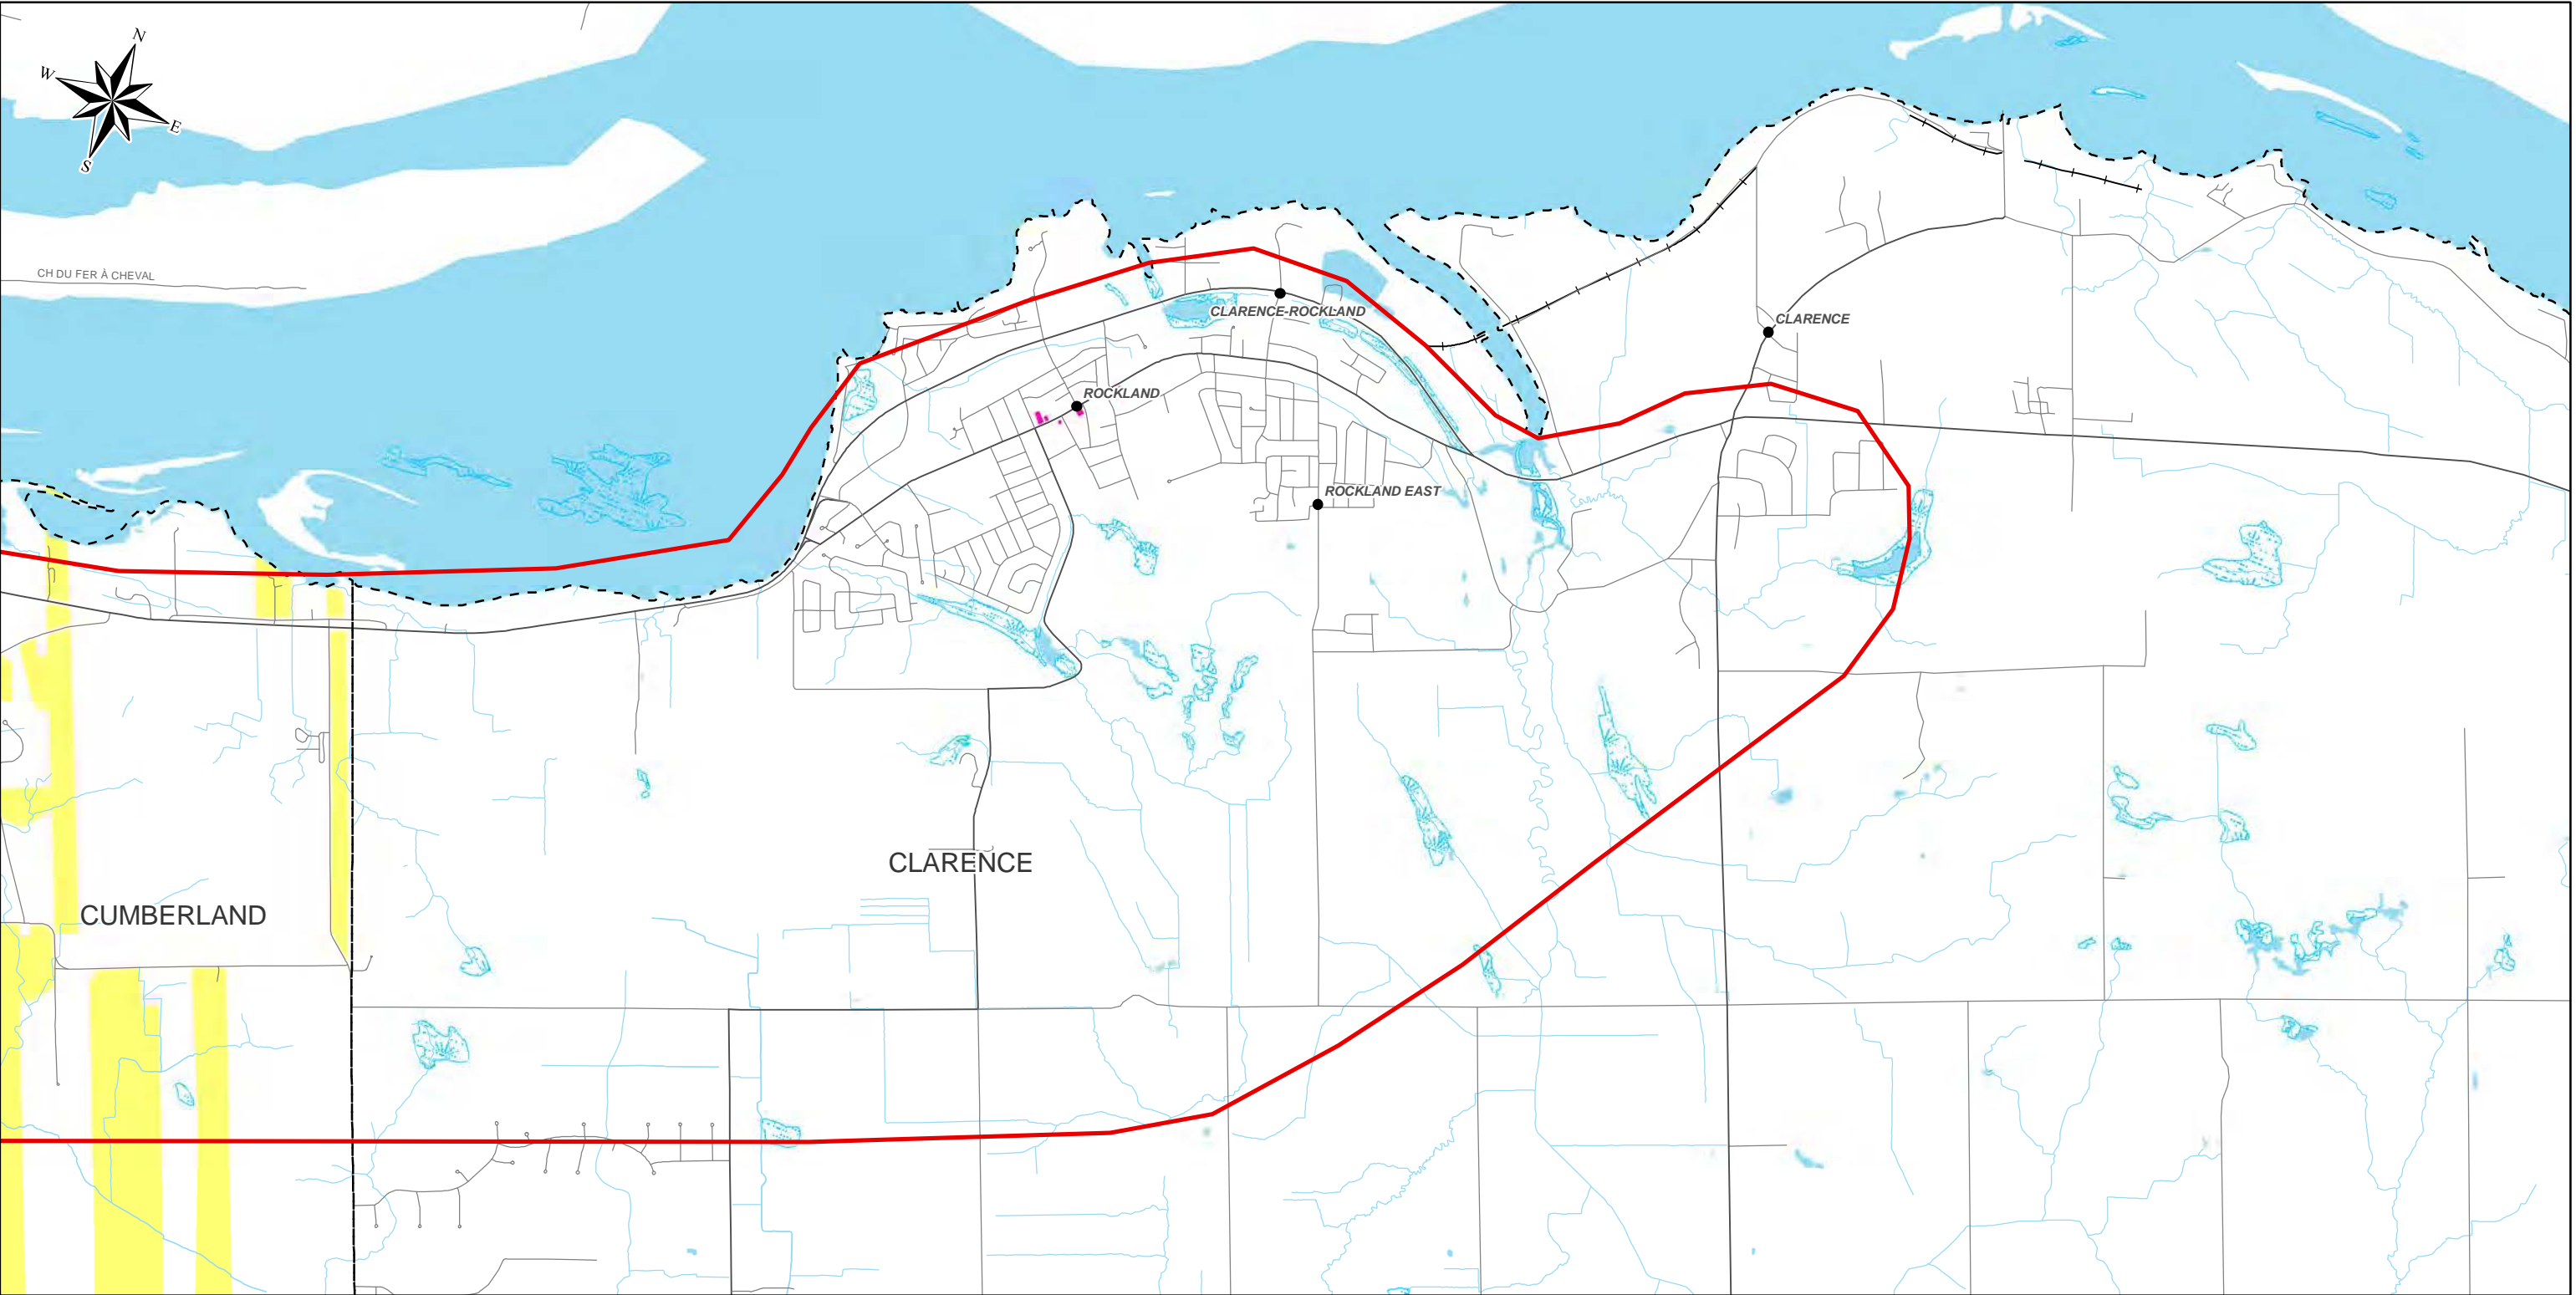 N
W
E
S
CH DU FER À CHEVAL
CLARENCE-ROCKLAND
CLARENCE
ROCKLAND
ROCKLAND EAST
CLARENCE
CUMBERLAND